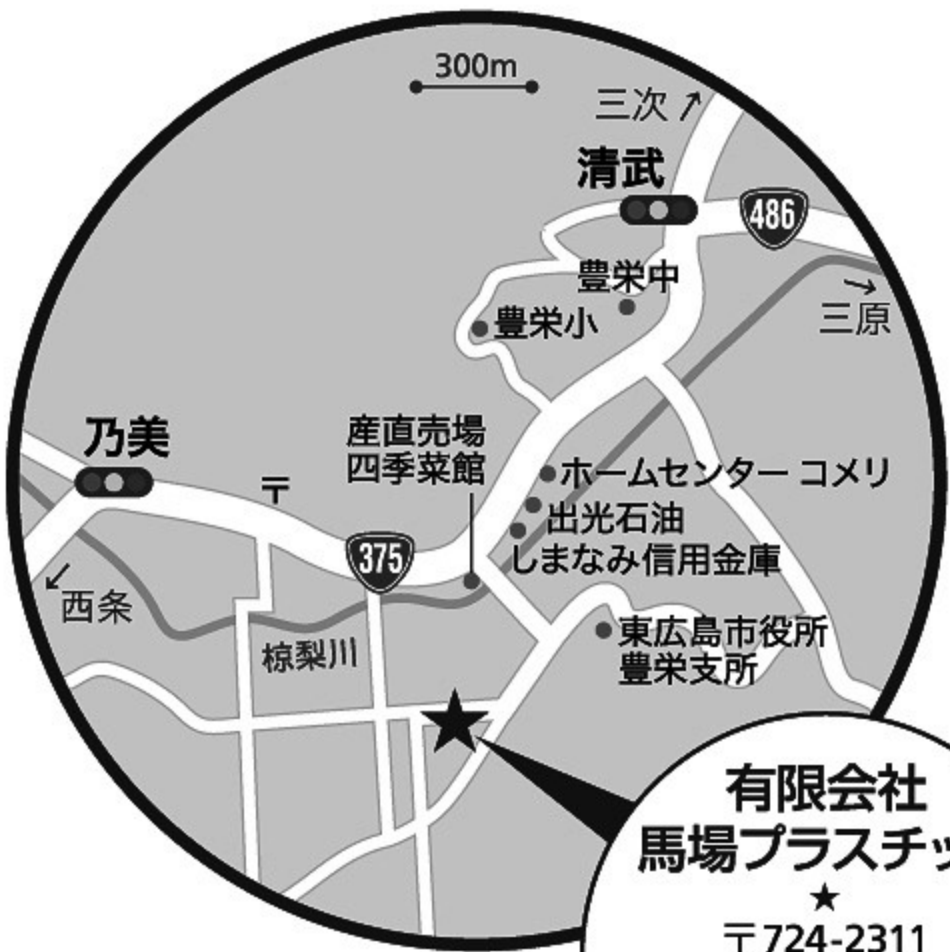 300m
三次
清武
486
豊栄中
三原
豊栄小
乃美
産直売場
四季菜館
〒
ホームセンター コメリ
出光石油
375
しまなみ信用金庫
西条
椋梨川
東広島市役所
豊栄支所
有限会社
馬場プラスチッ
★
〒724-2311